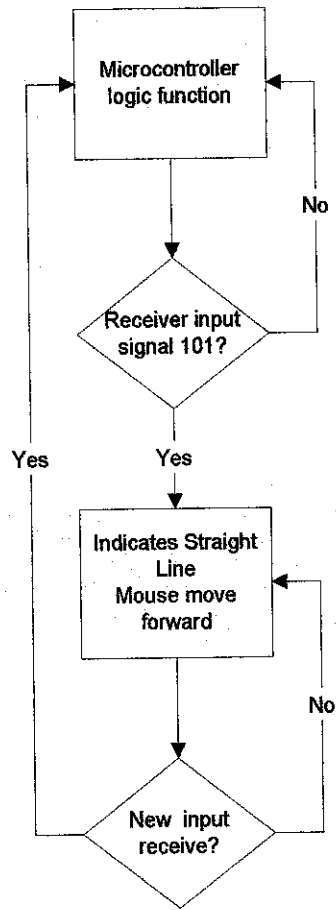 Microcontroller
logic function
No
Receiver input
signal 101?
Yes
Yes
Indicates Straight
Line
Mouse move
forward
No
New input
receive?